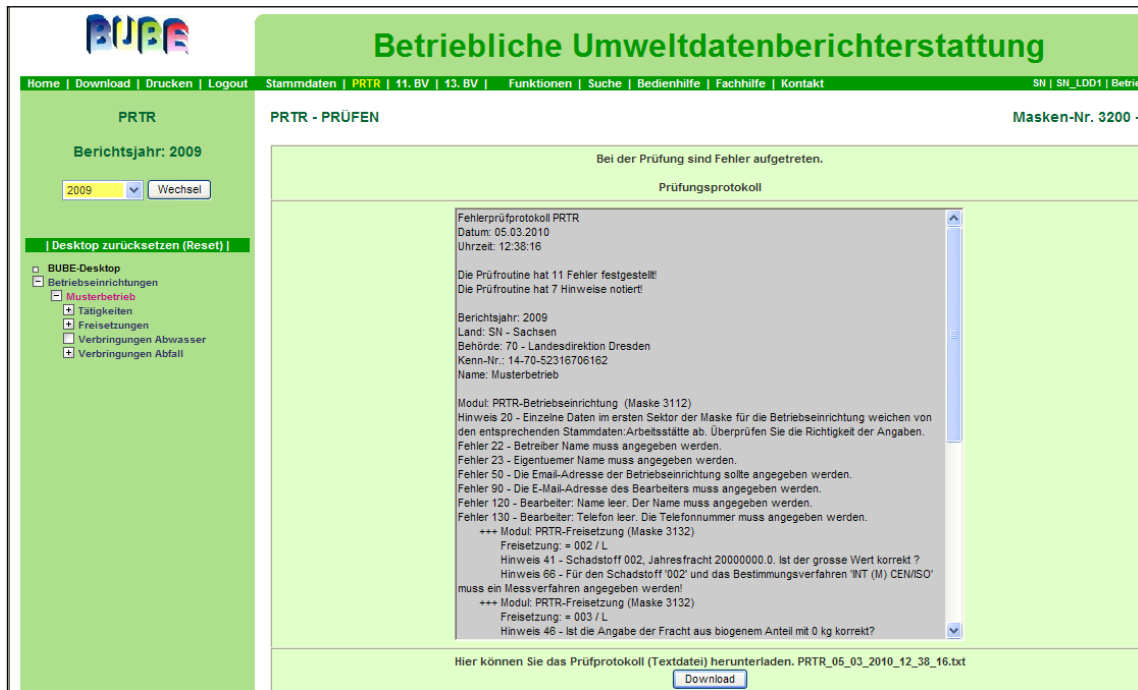 BUBE
Betriebliche Umweltdatenberichterstattung
Home | Download | Drucken | Logout
Stammdaten | PRTR | 11. BV | 13. BV | Funktionen | Suche | Bedienhilfe | Fachhilfe | Kontakt
SN | SN_LDD1 | Betrie
PRTR
Berichtsjahr: 2009
2009 Wechsel
| Desktop zurücksetzen (Reset) |
BUBE-Desktop
Betriebseinrichtungen
Musterbetrieb
Tätigkeiten
Freisetzungen
Verbringungen Abwasser
Verbringungen Abfall
PRTR - PRÜFEN
Masken-Nr. 3200 -
Bei der Prüfung sind Fehler aufgetreten.
Prüfungsprotokoll
Fehlerprüfprotokoll PRTR
Datum: 05.03.2010
Uhrzeit: 12:38:16
Die Prüfroutine hat 11 Fehler festgestellt!
Die Prüfroutine hat 7 Hinweise notiert!
Berichtsjahr: 2009
Land: SN - Sachsen
Behörde: 70 - Landesdirektion Dresden
Kenn-Nr.: 14-70-52316706162
Name: Musterbetrieb
Modul: PRTR-Betriebseinrichtung (Maske 3112)
Hinweis 20 - Einzelne Daten im ersten Sektor der Maske für die Betriebseinrichtung weichen von
den entsprechenden Stammdaten:Arbeitsstätte ab. Überprüfen Sie die Richtigkeit der Angaben.
Fehler 22 - Betreiber Name muss angegeben werden.
Fehler 23 - Eigentuemer Name muss angegeben werden.
Fehler 50 - Die Email-Adresse der Betriebseinrichtung sollte angegeben werden.
Fehler 90 - Die E-Mail-Adresse des Bearbeiters muss angegeben werden.
Fehler 120 - Bearbeiter: Name leer. Der Name muss angegeben werden.
Fehler 130 - Bearbeiter: Telefon leer. Die Telefonnummer muss angegeben werden.
+++ Modul: PRTR-Freisetzung (Maske 3132)
Freisetzung: = 002 / L
Hinweis 41 - Schadstoff 002, Jahresfracht 20000000.0. Ist der grosse Wert korrekt ?
Hinweis 66 - Für den Schadstoff '002' und das Bestimmungsverfahren 'INT (M) CEN/ISO'
muss ein Messverfahren angegeben werden!
+++ Modul: PRTR-Freisetzung (Maske 3132)
Freisetzung: = 003 / L
Hinweis 46 - Ist die Angabe der Fracht aus biogenem Anteil mit 0 kg korrekt?
Hier können Sie das Prüfprotokoll (Textdatei) herunterladen. PRTR_05_03_2010_12_38_16.txt
Download